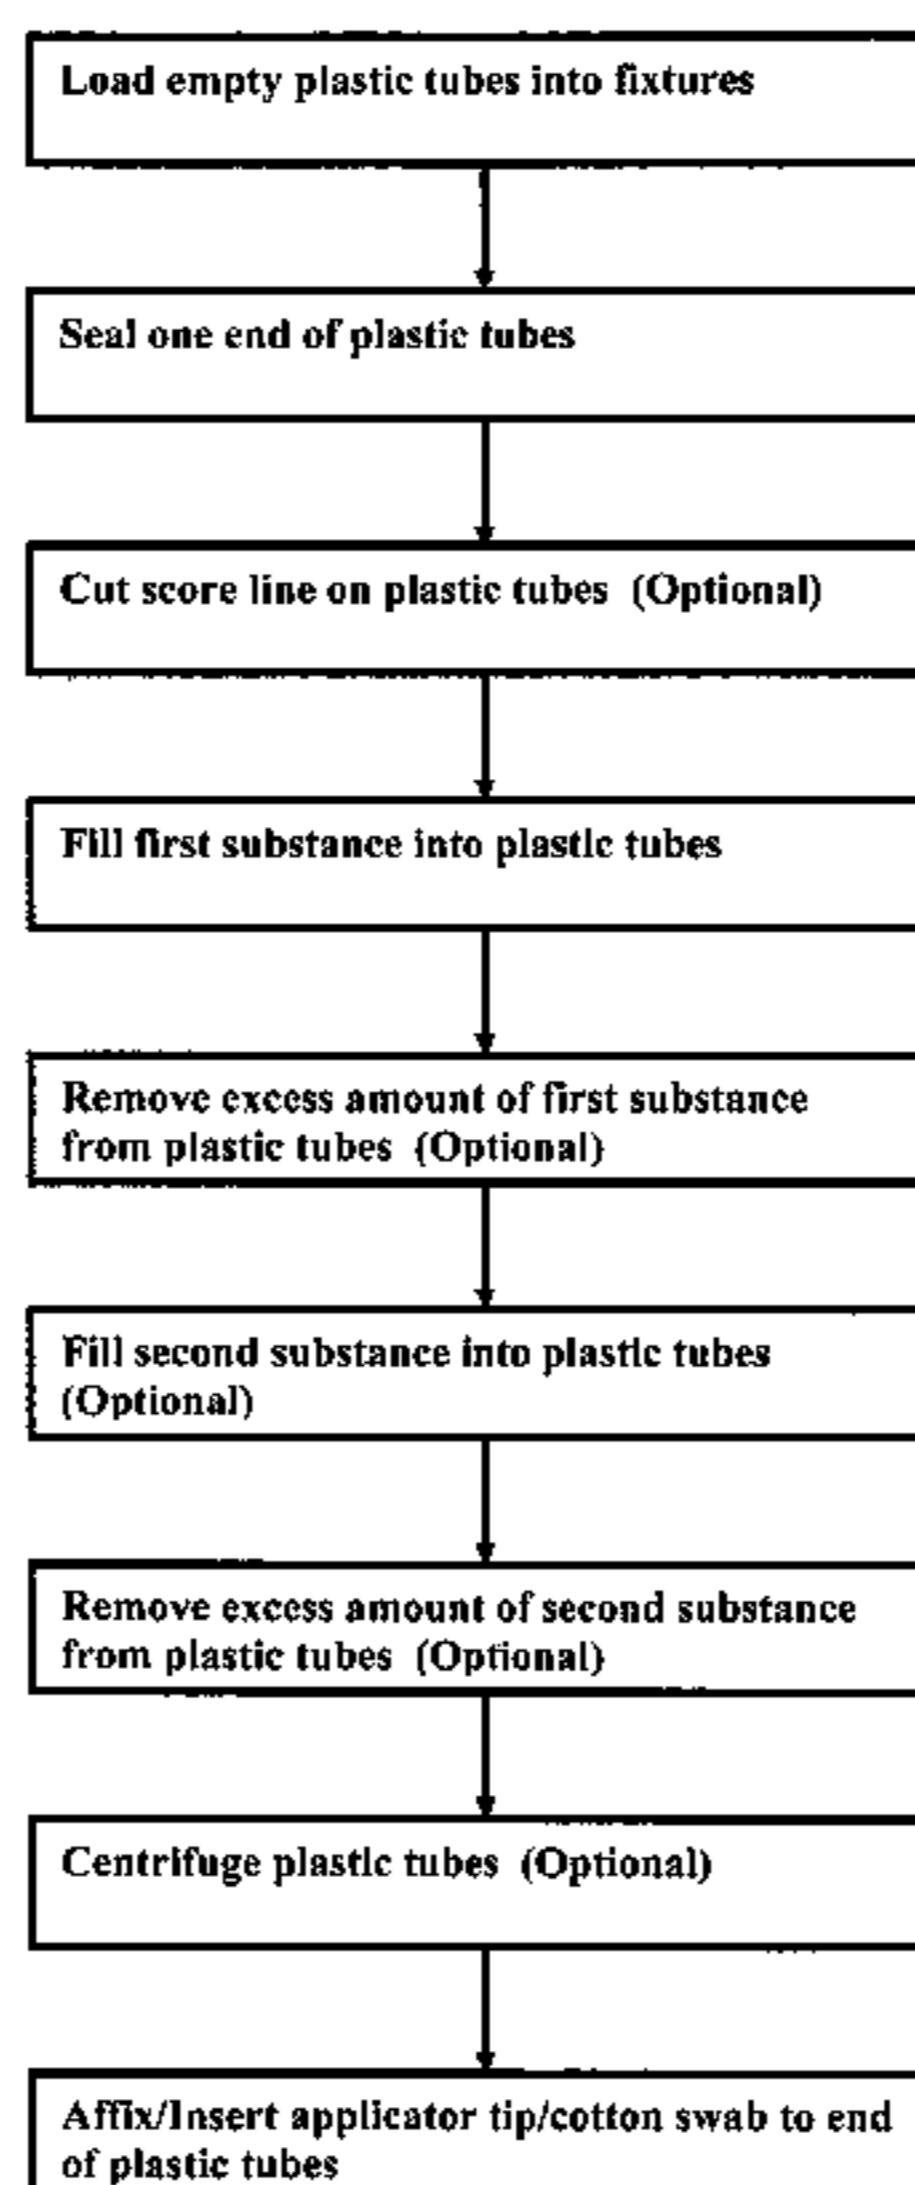 Load empty plastic tubes into fixtures
Seal one end of plastic tubes
Cut score line on plastic tubes (Optional)
Fill first substance into plastic tubes
Remove excess amount of first substance
from plastic tubes (Optional)
Fill second substance into plastic tubes
(Optional)
Remove excess amount of second substance
from plastic tubes (Optional)
Centrifuge plastic tubes (Optional)
Affix/Insert applicator tip/cotton swab to end
of plastic tubes